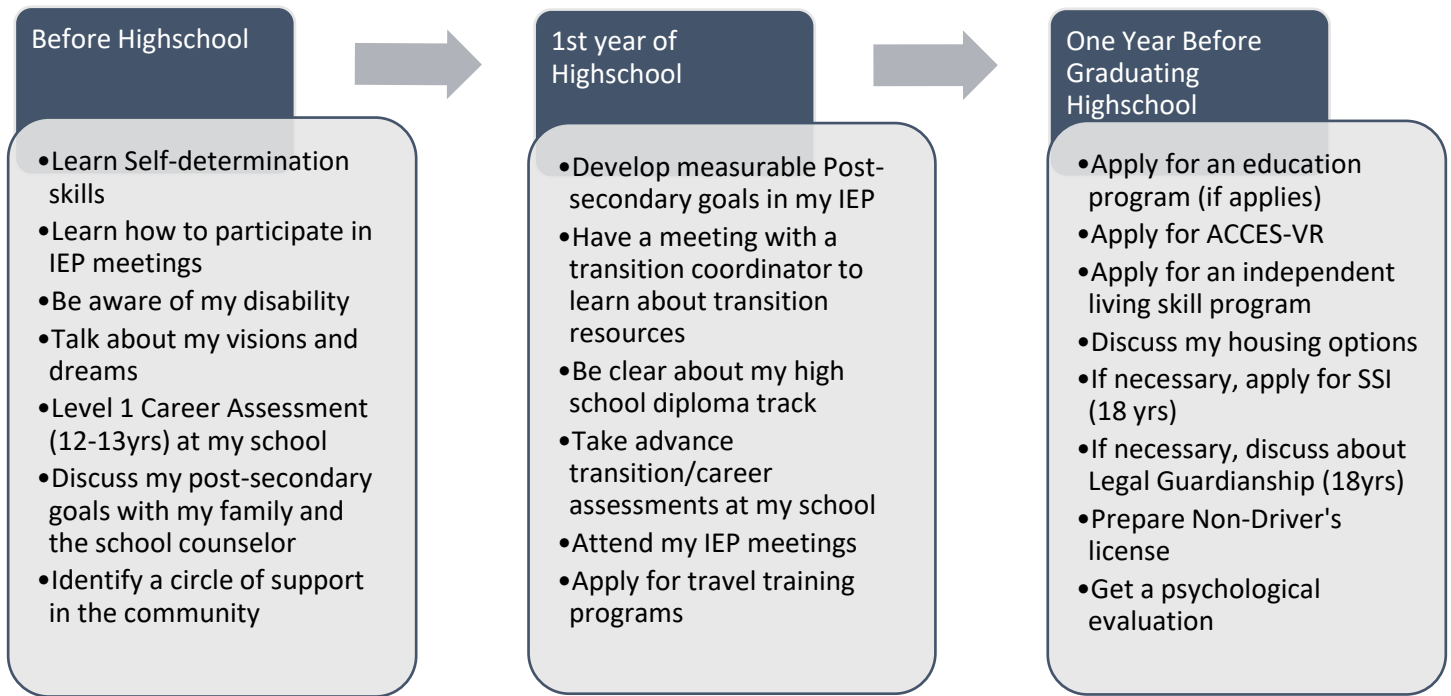 Before Highschool
•Learn Self-determination
skills
•Learn how to participate in
IEP meetings
•Be aware of my disability
•Talk about my visions and
dreams
•Level 1 Career Assessment
(12-13yrs) at my school
•Discuss my post-secondary
goals with my family and
the school counselor
•Identify a circle of support
in the community
1st year of
Highschool
•Develop measurable Post-
secondary goals in my IEP
•Have a meeting with a
transition coordinator to
learn about transition
resources
•Be clear about my high
school diploma track
•Take advance
transition/career
assessments at my school
•Attend my IEP meetings
•Apply for travel training
programs
One Year Before
Graduating
Highschool
•Apply for an education
program (if applies)
•Apply for ACCES-VR
•Apply for an independent
living skill program
•Discuss my housing options
•If necessary, apply for SSI
(18 yrs)
•If necessary, discuss about
Legal Guardianship (18yrs)
•Prepare Non-Driver's
license
•Get a psychological
evaluation